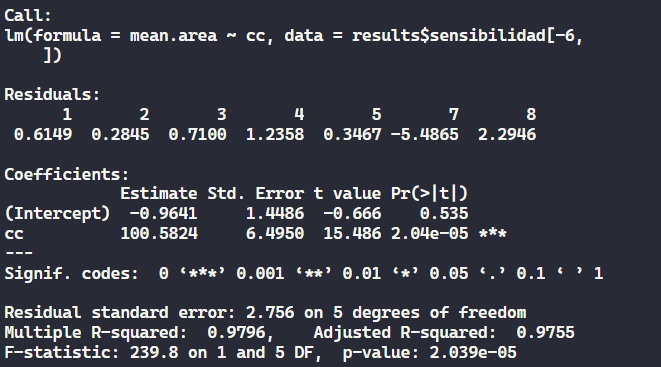 Call:
lm(formula = mean.area ~ cc, data = results$sensibilidad[-6,
    ])

Residuals:
      1       2       3       4       5       7       8
 0.6149  0.2845  0.7100  1.2358  0.3467 -5.4865  2.2946

Coefficients:
            Estimate Std. Error t value Pr(>|t|)
(Intercept)  -0.9641     1.4486  -0.666    0.535
cc          100.5824     6.4950  15.486 2.04e-05 ***
---
Signif. codes:  0 ‘***’ 0.001 ‘**’ 0.01 ‘*’ 0.05 ‘.’ 0.1 ‘ ’ 1

Residual standard error: 2.756 on 5 degrees of freedom
Multiple R-squared:  0.9796,    Adjusted R-squared:  0.9755
F-statistic: 239.8 on 1 and 5 DF,  p-value: 2.039e-05